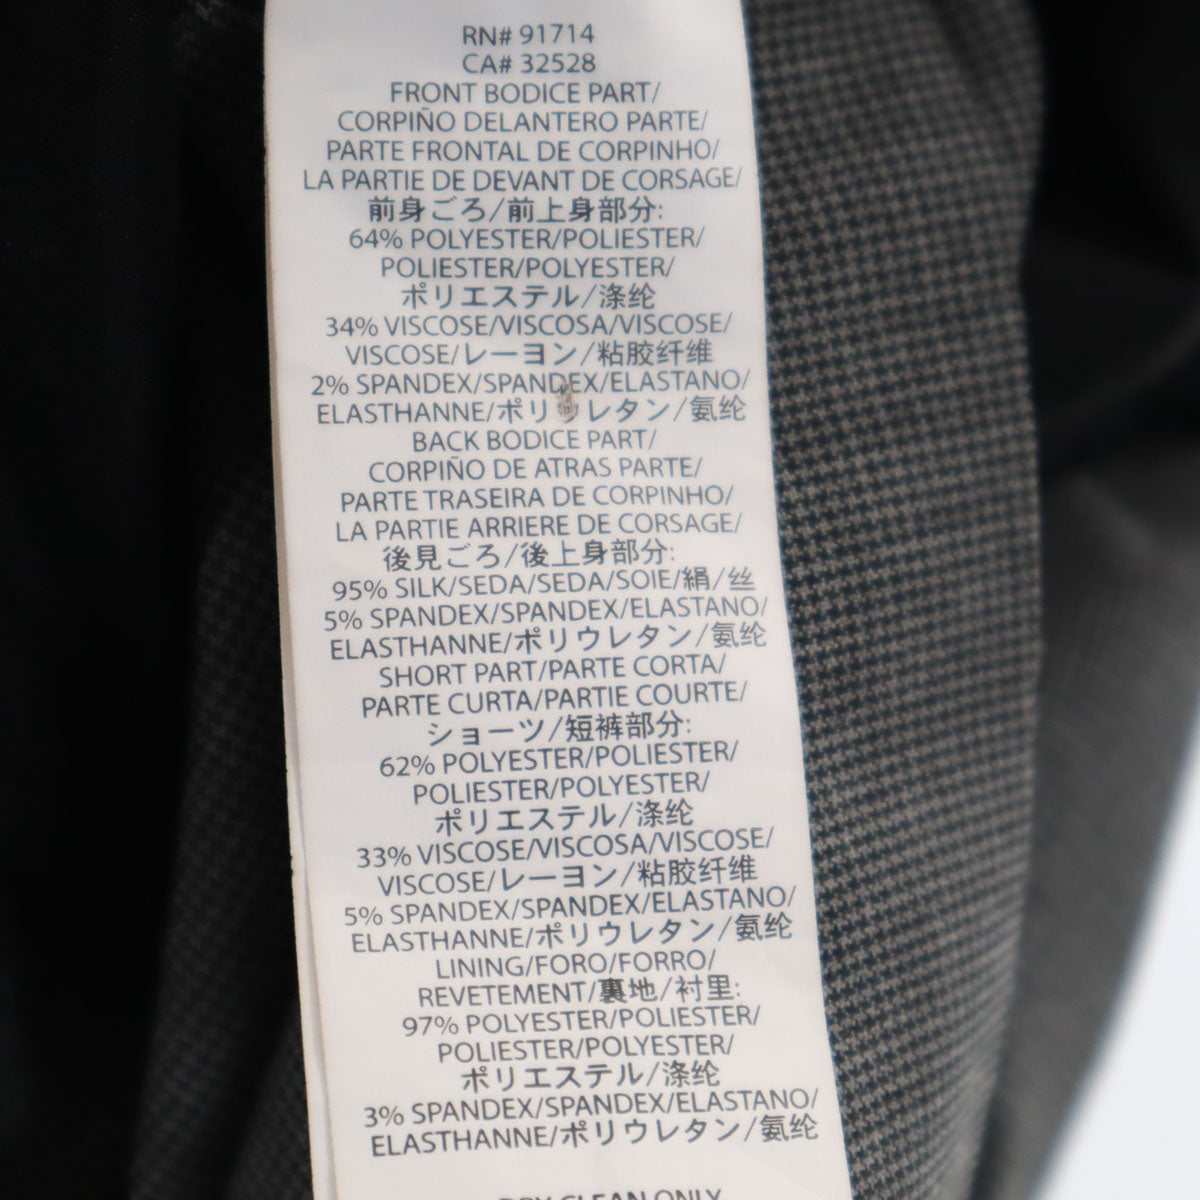 RN# 91714
CA# 32528
FRONT BODICE PART/
CORPIÑO DELANTERO PARTE/
PARTE FRONTAL DE CORPINHO/
LA PARTIE DE DEVANT DE CORSAGE/
前身ごろ/前上身部分:
64% POLYESTER/POLIESTER/
POLIESTER/POLYESTER/
ポリエステル/涤纶
34% VISCOSE/VISCOSA/VISCOSE/
VISCOSE/レーヨン/粘胶纤维
2% SPANDEX/SPANDEX/ELASTANO/
ELASTHANNE/ポリウレタン/氨纶
BACK BODICE PART/
CORPIÑO DE ATRAS PARTE/
PARTE TRASEIRA DE CORPINHO/
LA PARTIE ARRIERE DE CORSAGE/
後見ごろ/後上身部分:
95% SILK/SEDA/SEDA/SOIE/絹/丝
5% SPANDEX/SPANDEX/ELASTANO/
ELASTHANNE/ポリウレタン/氨纶
SHORT PART/PARTE CORTA/
PARTE CURTA/PARTIE COURTE/
ショーツ/短裤部分:
62% POLYESTER/POLIESTER/
POLIESTER/POLYESTER/
ポリエステル/涤纶
33% VISCOSE/VISCOSA/VISCOSE/
VISCOSE/レーヨン/粘胶纤维
5% SPANDEX/SPANDEX/ELASTANO/
ELASTHANNE/ポリウレタン/氨纶
LINING/FORO/FORRO/
REVETEMENT/裏地/衬里:
97% POLYESTER/POLIESTER/
POLIESTER/POLYESTER/
ポリエステル/涤纶
3% SPANDEX/SPANDEX/ELASTANO/
ELASTHANNE/ポリウレタン/氨纶
DRY CLEAN ONLY